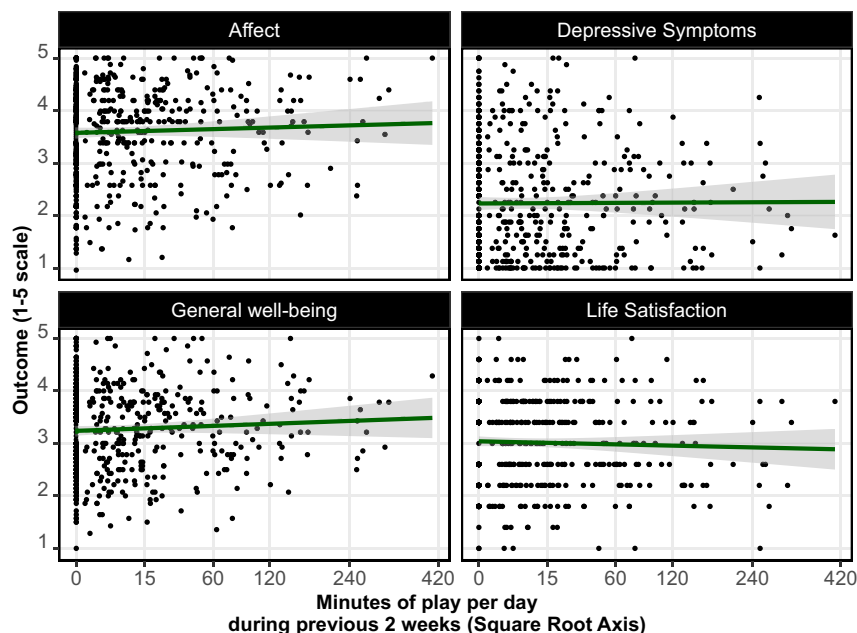 Affect
Depressive Symptoms
5
4
3
2
1
General well-being
Life Satisfaction
5
4
3
2
1
Outcome (1-5 scale)
0 15 60 120 240 420
0 15 60 120 240 420
Minutes of play per day
during previous 2 weeks (Square Root Axis)